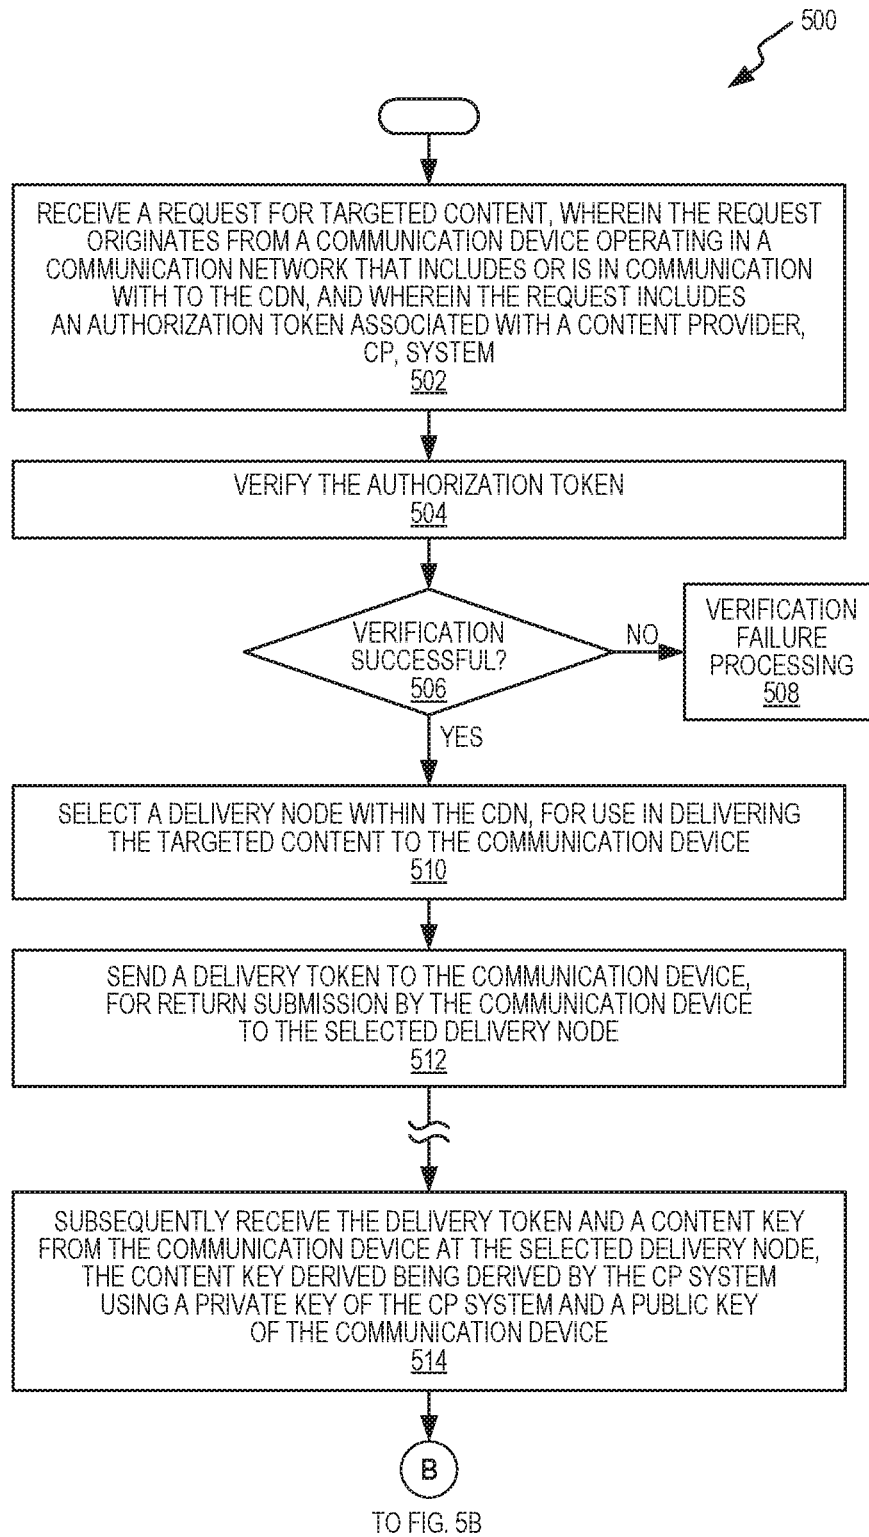 500
RECEIVE A REQUEST FOR TARGETED CONTENT, WHEREIN THE REQUEST
ORIGINATES FROM A COMMUNICATION DEVICE OPERATING IN A
COMMUNICATION NETWORK THAT INCLUDES OR IS IN COMMUNICATION
WITH TO THE CDN, AND WHEREIN THE REQUEST INCLUDES
AN AUTHORIZATION TOKEN ASSOCIATED WITH A CONTENT PROVIDER,
CP, SYSTEM
502
VERIFY THE AUTHORIZATION TOKEN
504
VERIFICATION
SUCCESSFUL?
506
NO
VERIFICATION
FAILURE
PROCESSING
508
YES
SELECT A DELIVERY NODE WITHIN THE CDN, FOR USE IN DELIVERING
THE TARGETED CONTENT TO THE COMMUNICATION DEVICE
510
SEND A DELIVERY TOKEN TO THE COMMUNICATION DEVICE,
FOR RETURN SUBMISSION BY THE COMMUNICATION DEVICE
TO THE SELECTED DELIVERY NODE
512
SUBSEQUENTLY RECEIVE THE DELIVERY TOKEN AND A CONTENT KEY
FROM THE COMMUNICATION DEVICE AT THE SELECTED DELIVERY NODE,
THE CONTENT KEY DERIVED BEING DERIVED BY THE CP SYSTEM
USING A PRIVATE KEY OF THE CP SYSTEM AND A PUBLIC KEY
OF THE COMMUNICATION DEVICE
514
B
TO FIG. 5B